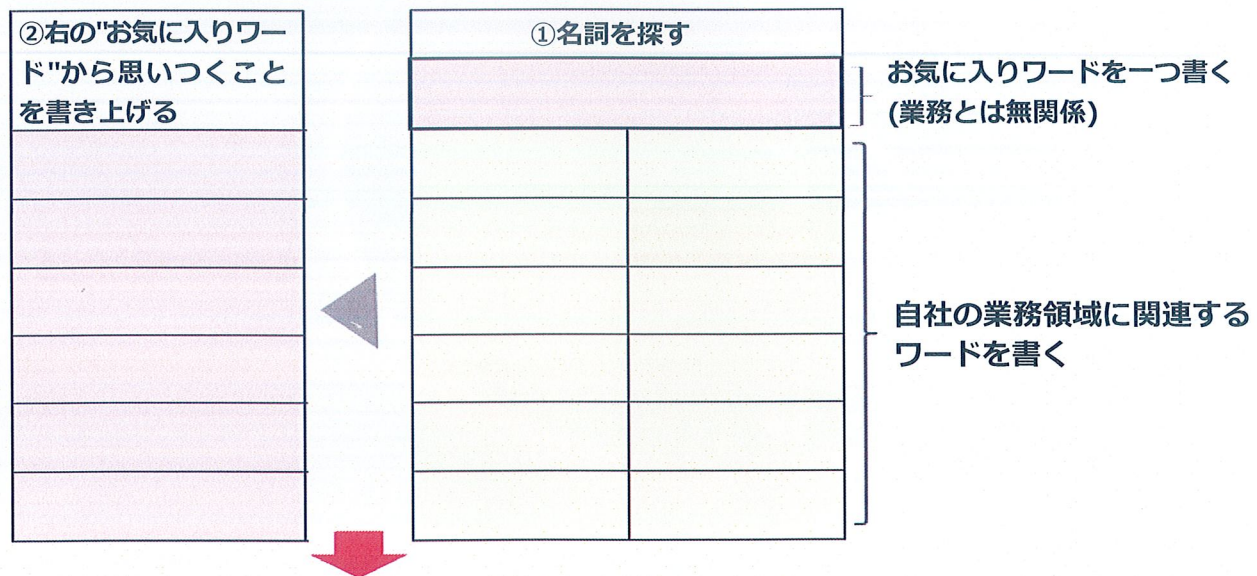 ②右の"お気に入りワー
ド"から思いつくこと
を書き上げる
①名詞を探す
お気に入りワードを一つ書く
(業務とは無関係)
自社の業務領域に関連する
ワードを書く